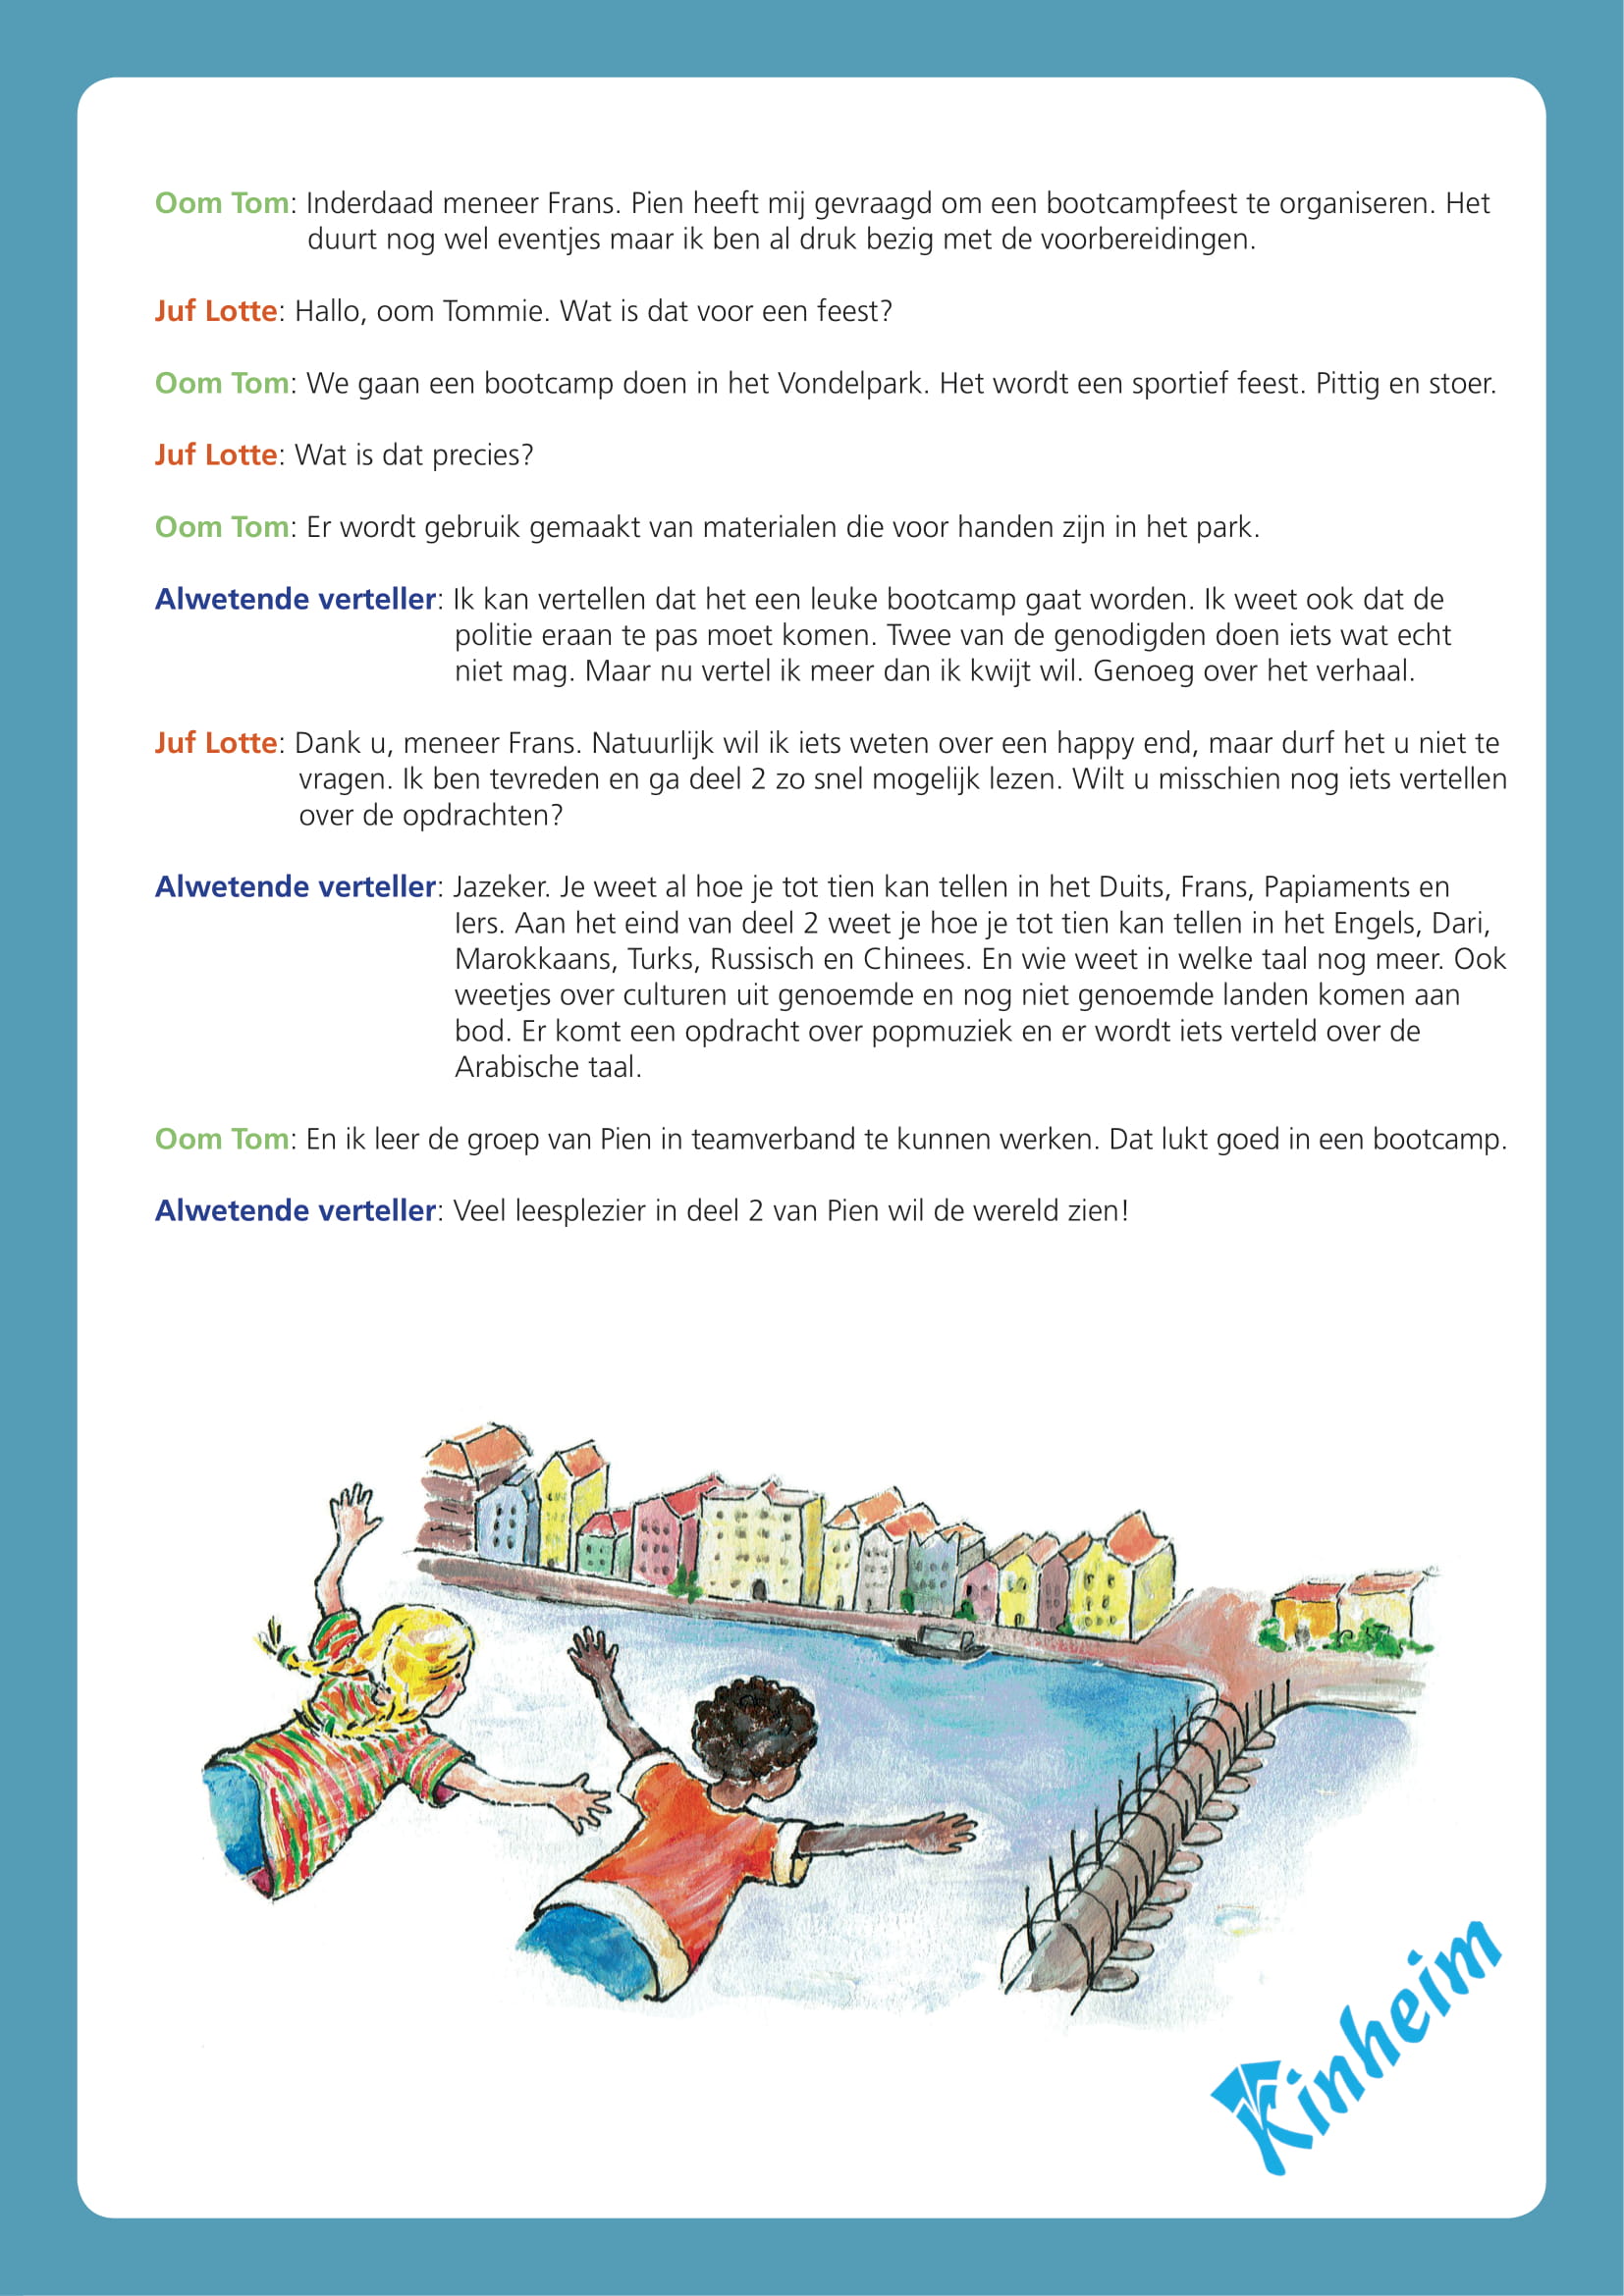 Oom Tom: Inderdaad meneer Frans. Pien heeft mij gevraagd om een bootcampfeest te organiseren. Het
duurt nog wel eventjes maar ik ben al druk bezig met de voorbereidingen.
Juf Lotte: Hallo, oom Tommie. Wat is dat voor een feest?
Oom Tom: We gaan een bootcamp doen in het Vondelpark. Het wordt een sportief feest. Pittig en stoer.
Juf Lotte: Wat is dat precies?
Oom Tom: Er wordt gebruik gemaakt van materialen die voor handen zijn in het park.
Alwetende verteller: Ik kan vertellen dat het een leuke bootcamp gaat worden. Ik weet ook dat de
politie eraan te pas moet komen. Twee van de genodigden doen iets wat echt
niet mag. Maar nu vertel ik meer dan ik kwijt wil. Genoeg over het verhaal.
Juf Lotte: Dank u, meneer Frans. Natuurlijk wil ik iets weten over een happy end, maar durf het u niet te
vragen. Ik ben tevreden en ga deel 2 zo snel mogelijk lezen. Wilt u misschien nog iets vertellen
over de opdrachten?
Alwetende verteller: Jazeker. Je weet al hoe je tot tien kan tellen in het Duits, Frans, Papiaments en
Iers. Aan het eind van deel 2 weet je hoe je tot tien kan tellen in het Engels, Dari,
Marokkaans, Turks, Russisch en Chinees. En wie weet in welke taal nog meer. Ook
weetjes over culturen uit genoemde en nog niet genoemde landen komen aan
bod. Er komt een opdracht over popmuziek en er wordt iets verteld over de
Arabische taal.
Oom Tom: En ik leer de groep van Pien in teamverband te kunnen werken. Dat lukt goed in een bootcamp.
Alwetende verteller: Veel leesplezier in deel 2 van Pien wil de wereld zien!
Kinheim